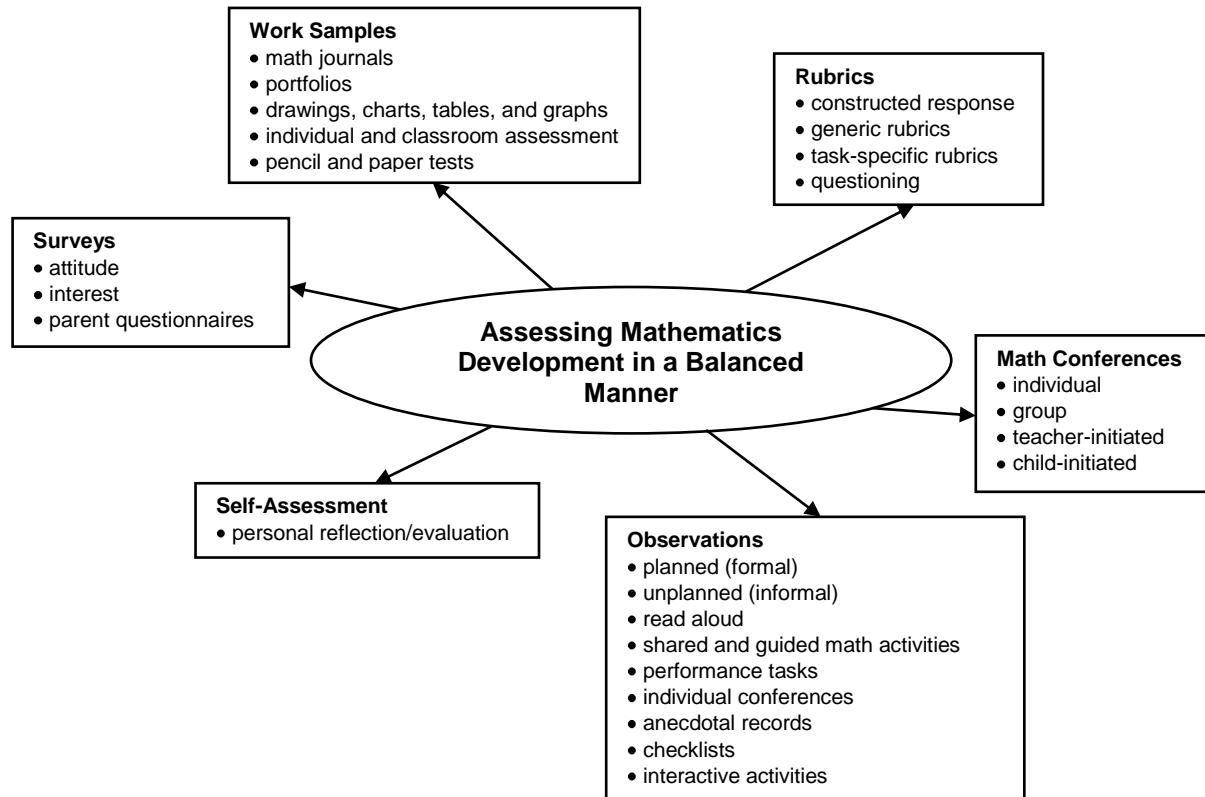 Work Samples
• math journals
• portfolios
• drawings, charts, tables, and graphs
• individual and classroom assessment
• pencil and paper tests
Rubrics
• constructed response
• generic rubrics
• task-specific rubrics
• questioning
Surveys
• attitude
• interest
• parent questionnaires
Assessing Mathematics
Development in a Balanced
Manner
Math Conferences
• individual
• group
• teacher-initiated
• child-initiated
Self-Assessment
• personal reflection/evaluation
Observations
• planned (formal)
• unplanned (informal)
• read aloud
• shared and guided math activities
• performance tasks
• individual conferences
• anecdotal records
• checklists
• interactive activities